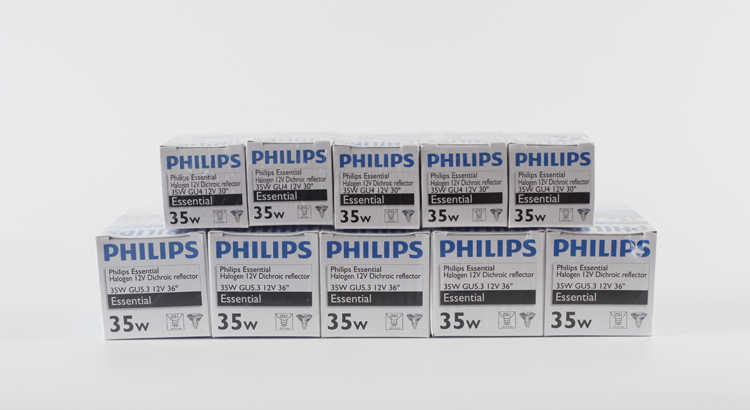 PHILIPS
Philips Essential
Halogen 12V Dichroic reflector
35W GU4 12V 30°
Essential
35w
PHILIPS
Philips Essential
Halogen 12V Dichroic reflector
35W GU4 12V 30°
Essential
35w
PHILIPS
Philips Essential
Halogen 12V Dichroic reflector
35W GU4 12V 30°
Essential
35w
PHILIPS
Philips Essential
Halogen 12V Dichroic reflector
35W GU4 12V 30°
Essential
35w
PHILIPS
Philips Essential
Halogen 12V Dichroic reflector
35W GU4 12V 30°
Essential
35w
PHILIPS
Philips Essential
Halogen 12V Dichroic reflector
35W GU5.3 12V 36°
Essential
35w
PHILIPS
Philips Essential
Halogen 12V Dichroic reflector
35W GU5.3 12V 36°
Essential
35w
PHILIPS
Philips Essential
Halogen 12V Dichroic reflector
35W GU5.3 12V 36°
Essential
35w
PHILIPS
Philips Essential
Halogen 12V Dichroic reflector
35W GU5.3 12V 36°
Essential
35w
PHILIPS
Philips Essential
Halogen 12V Dichroic reflector
35W GU5.3 12V 36°
Essential
35w